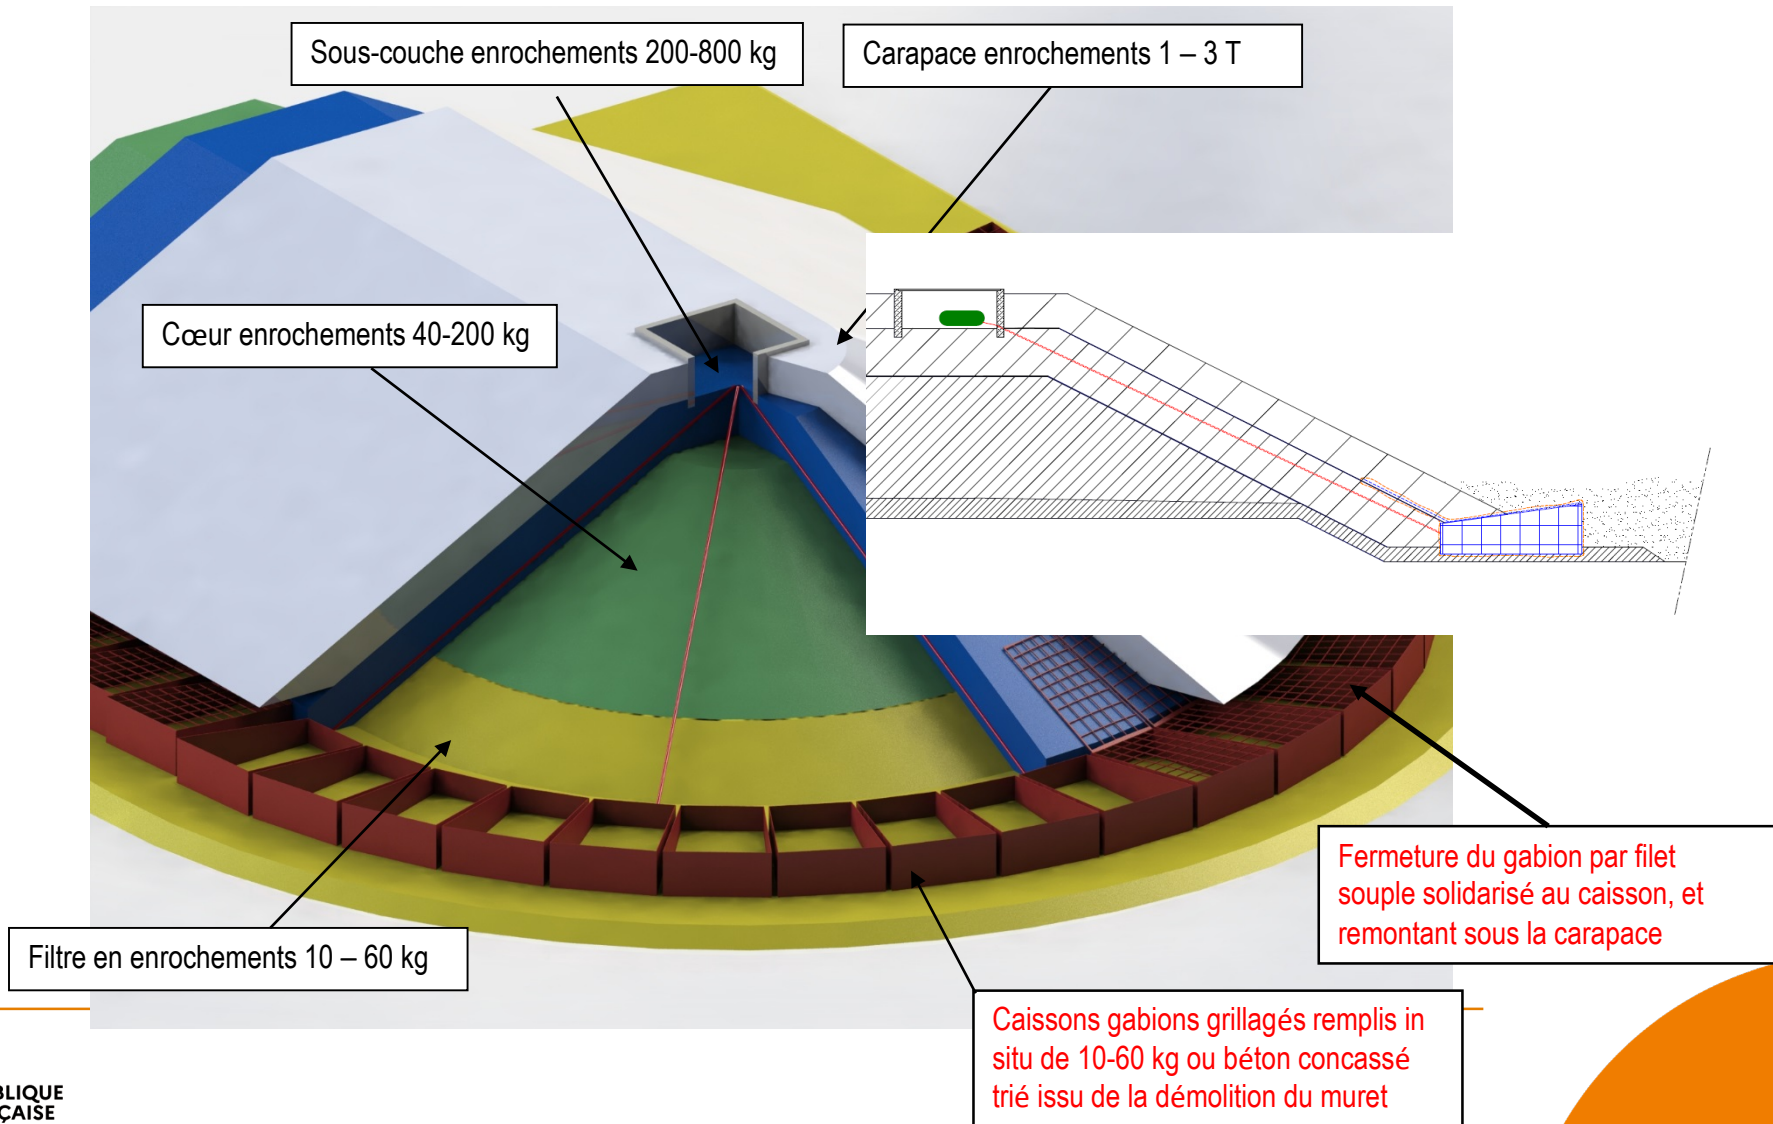 Sous-couche enrochements 200-800 kg
Carapace enrochements 1 – 3 T
Cœur enrochements 40-200 kg
Fermeture du gabion par filet
souple solidarisé au caisson, et
remontant sous la carapace
Filtre en enrochements 10 – 60 kg
Caissons gabions grillagés remplis in
situ de 10-60 kg ou béton concassé
trié issu de la démolition du muret
BLIQUE
ÇAISE